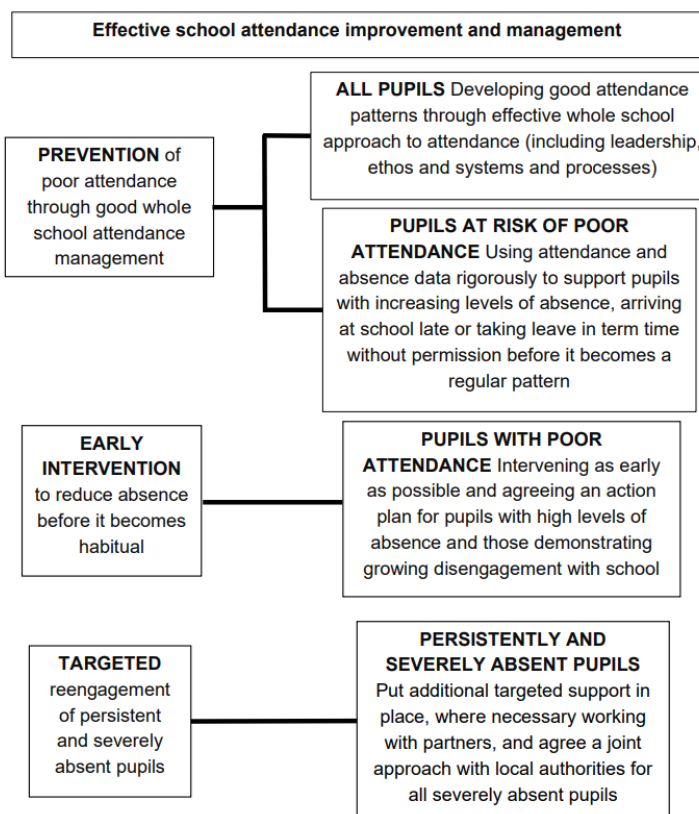 Effective school attendance improvement and management
ALL PUPILS Developing good attendance
patterns through effective whole school
approach to attendance (including leadership,
ethos and systems and processes)
PREVENTION of
poor attendance
through good whole
school attendance
management
PUPILS AT RISK OF POOR
ATTENDANCE Using attendance and
absence data rigorously to support pupils
with increasing levels of absence, arriving
at school late or taking leave in term time
without permission before it becomes a
regular pattern
EARLY
INTERVENTION
to reduce absence
before it becomes
habitual
PUPILS WITH POOR
ATTENDANCE Intervening as early
as possible and agreeing an action
plan for pupils with high levels of
absence and those demonstrating
growing disengagement with school
TARGETED
reengagement
of persistent
and severely
absent pupils
PERSISTENTLY AND
SEVERELY ABSENT PUPILS
Put additional targeted support in
place, where necessary working
with partners, and agree a joint
approach with local authorities for
all severely absent pupils